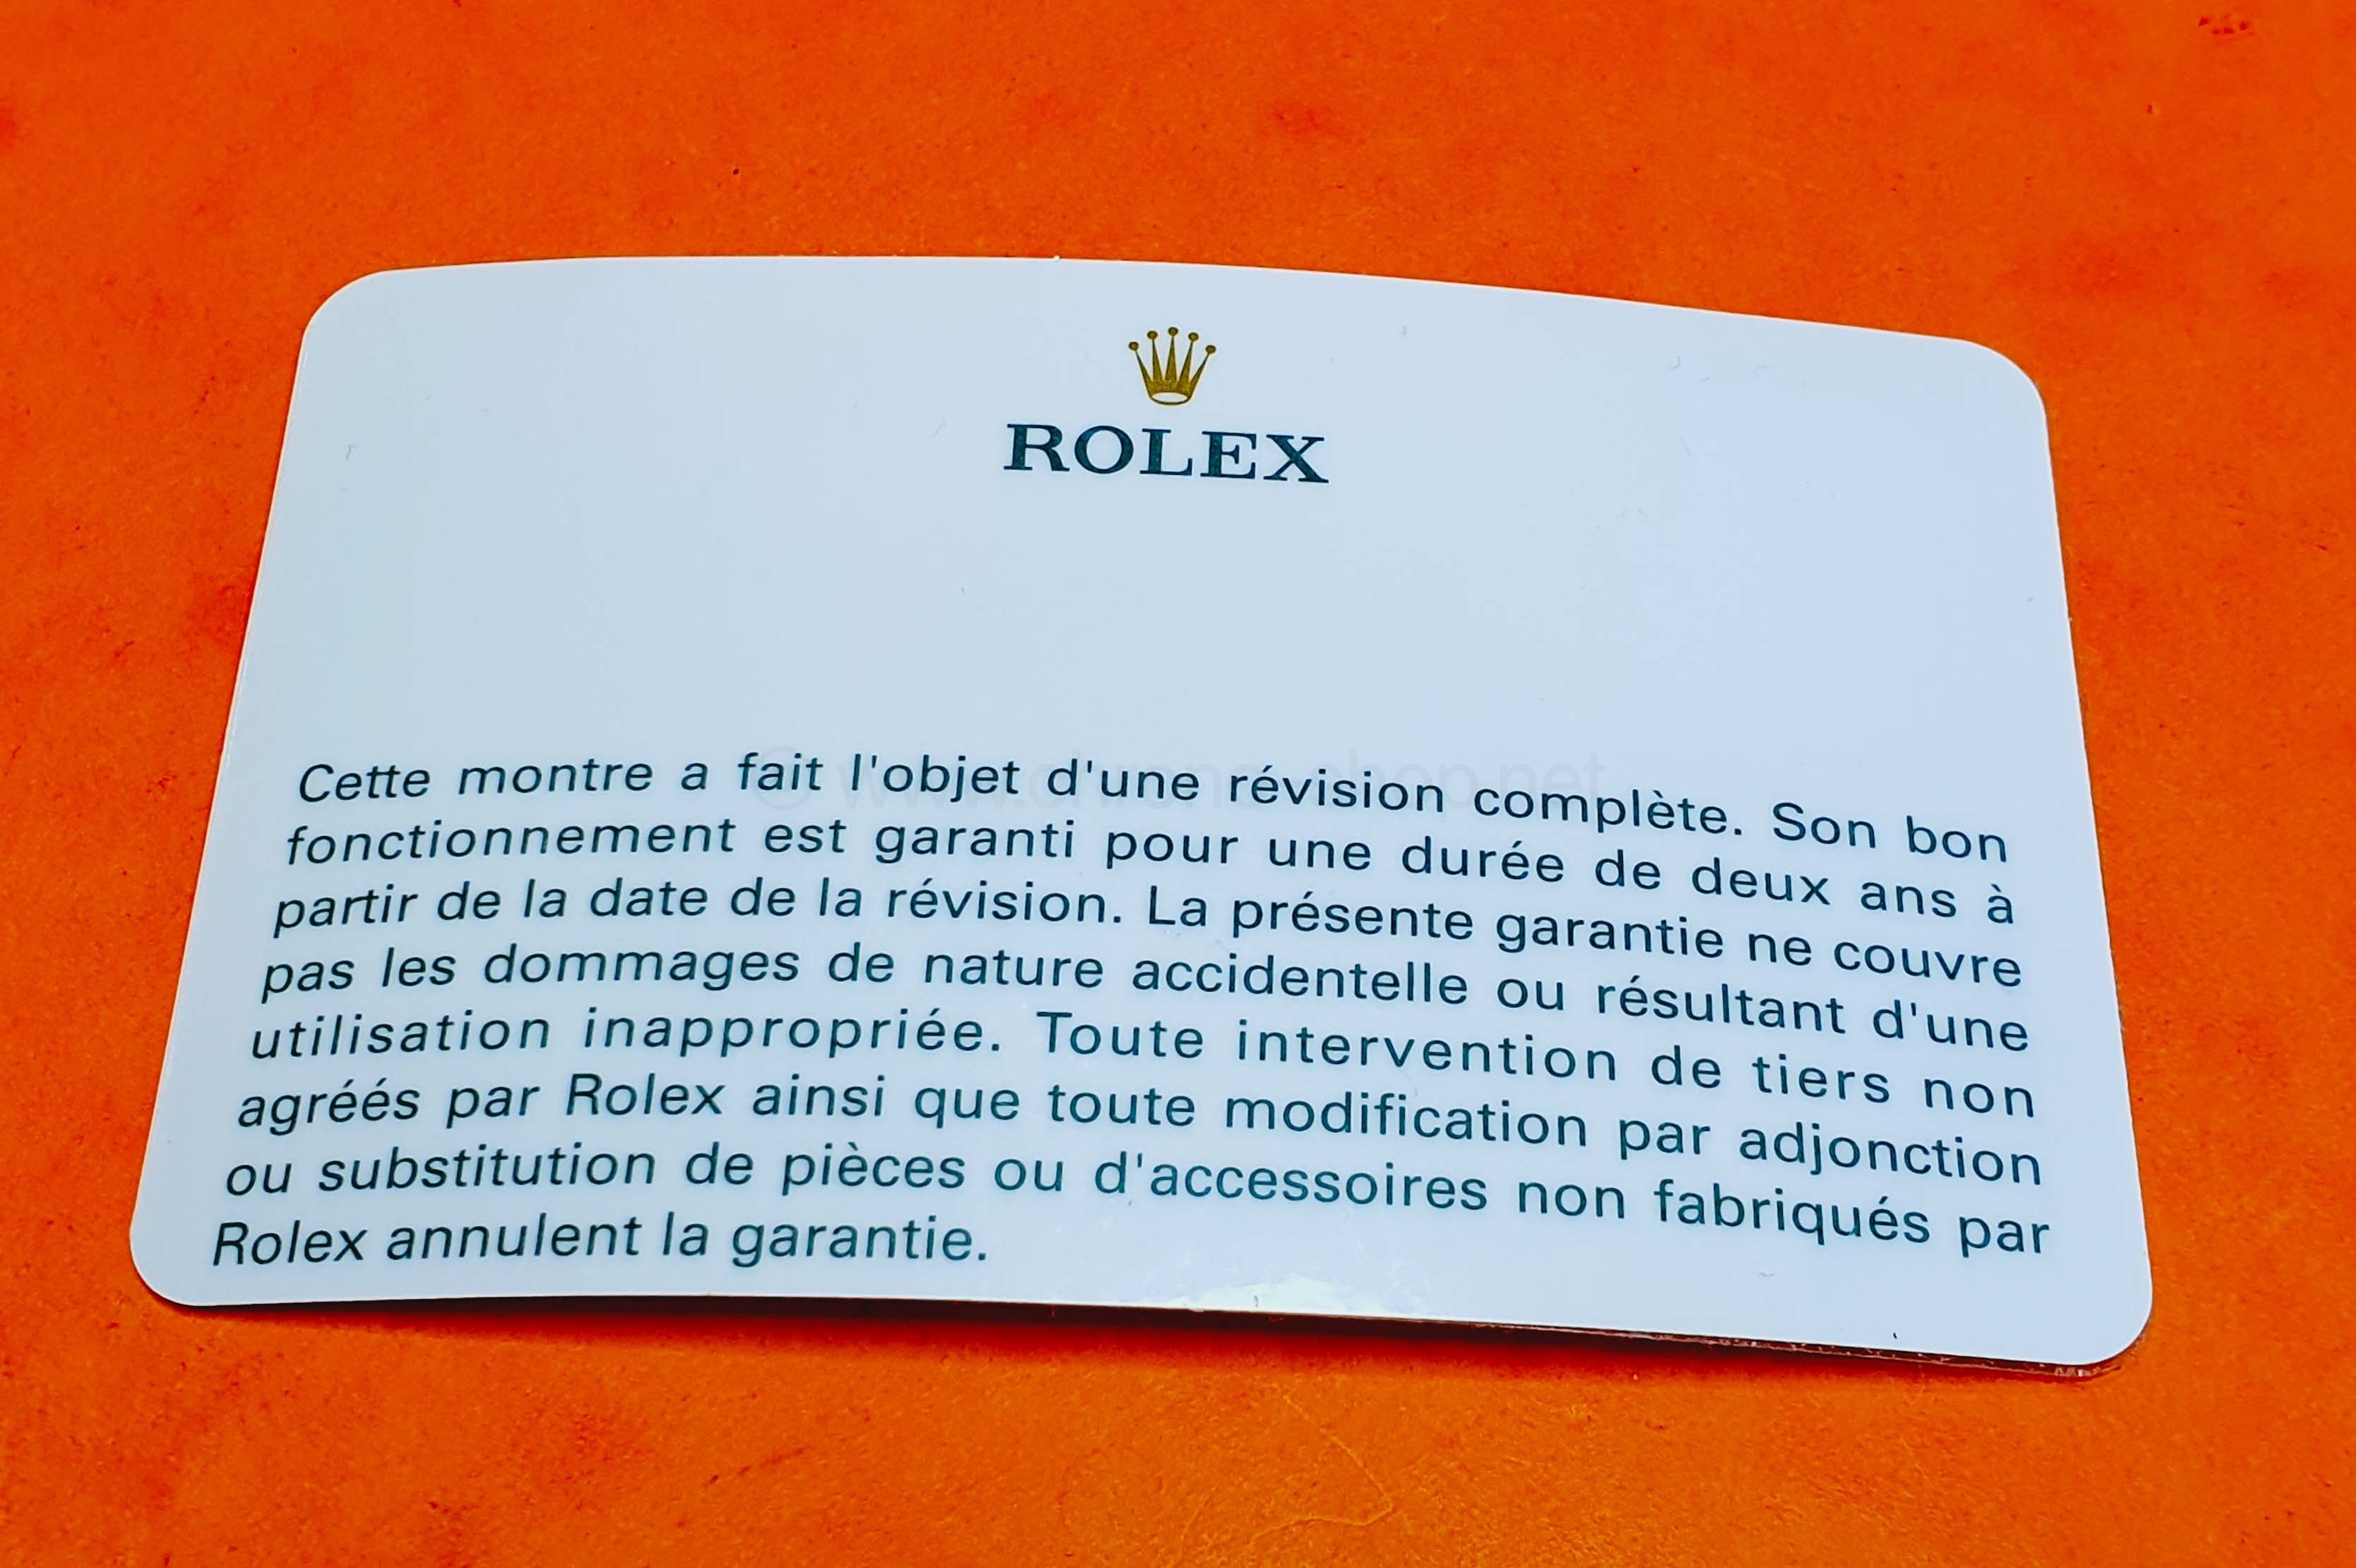 ROLEX
Cette montre a fait l'objet d'une révision complète. Son bon
fonctionnement est garanti pour une durée de deux ans à
partir de la date de la révision. La présente garantie ne couvre
pas les dommages de nature accidentelle ou résultant d'une
utilisation inappropriée. Toute intervention de tiers non
agréés par Rolex ainsi que toute modification par adjonction
ou substitution de pièces ou d'accessoires non fabriqués par
Rolex annulent la garantie.